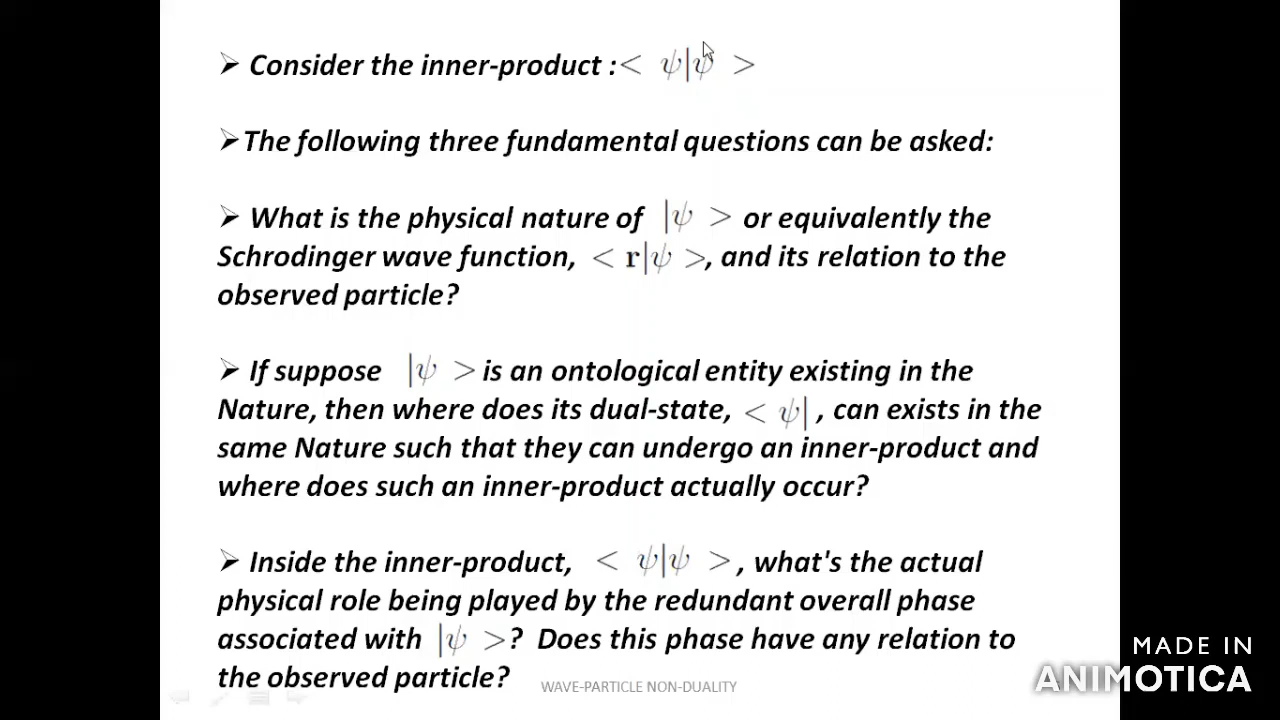 ➢ Consider the inner-product :< ψ|ψ >
➢The following three fundamental questions can be asked:
➢ What is the physical nature of |ψ > or equivalently the
Schrodinger wave function, < r|ψ >, and its relation to the
observed particle?
➢ If suppose |ψ > is an ontological entity existing in the
Nature, then where does its dual-state, < ψ| , can exists in the
same Nature such that they can undergo an inner-product and
where does such an inner-product actually occur?
➢ Inside the inner-product, < ψ|ψ > , what's the actual
physical role being played by the redundant overall phase
associated with |ψ >? Does this phase have any relation to
the observed particle?
WAVE-PARTICLE NON-DUALITY
MADE IN
ANIMOTICA